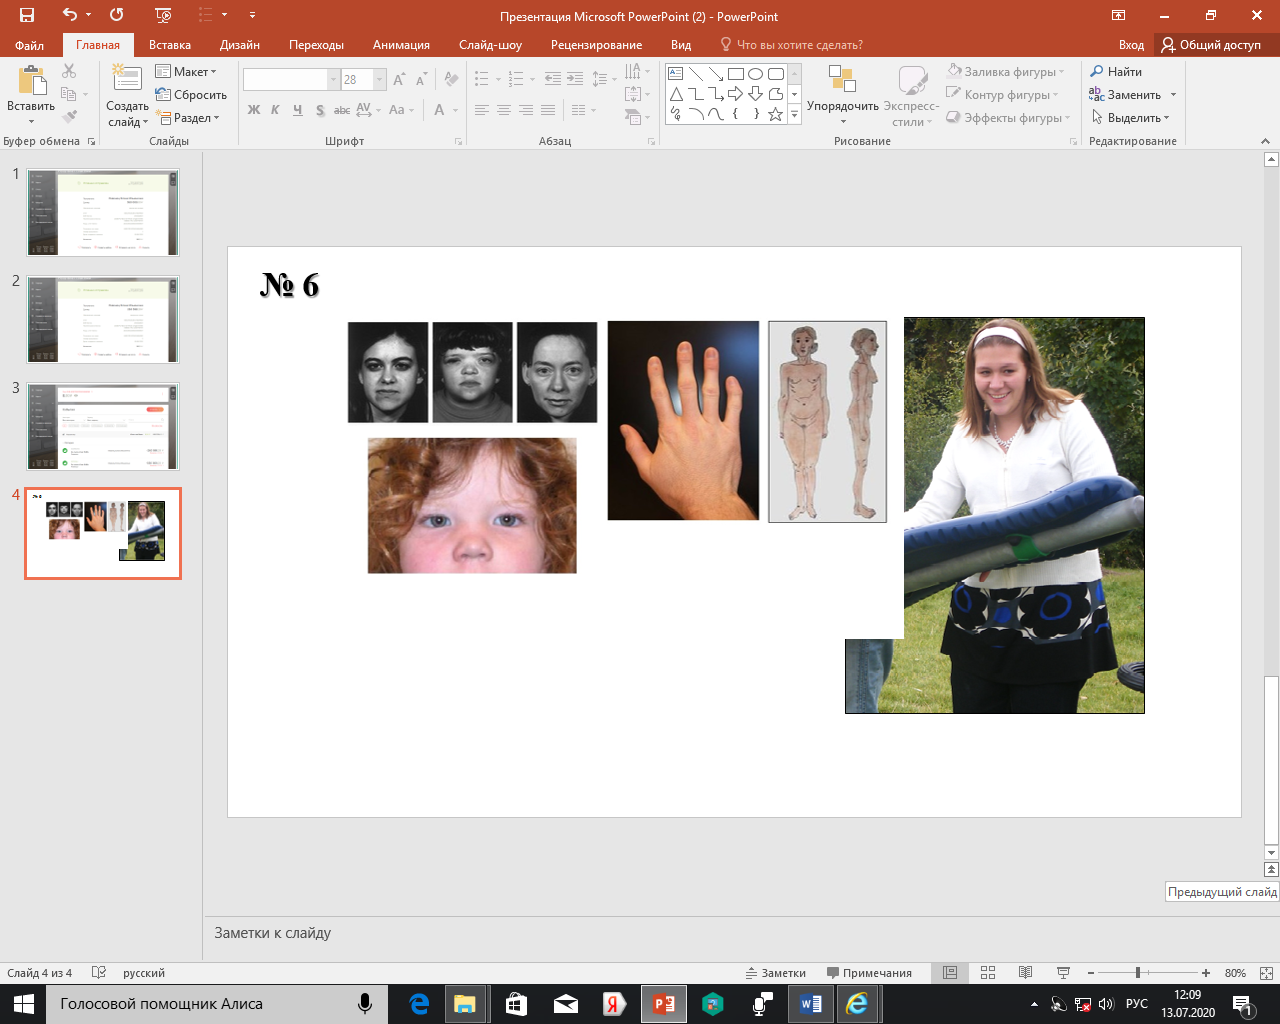 Презентация Microsoft PowerPoint (2) - PowerPoint
Файл
Главная
Вставка
Дизайн
Переходы
Анимация
Слайд-шоу
Рецензирование
Вид
Что вы хотите сделать?
Вход
Общий доступ
Вставить
Буфер обмена
Создать
слайд
Макет
Сбросить
Раздел
Слайды
28
Ж К Ч S abc AV Aa A
Шрифт
Абзац
Упорядочить
Экспресс-
стили
Заливка фигуры
Контур фигуры
Эффекты фигуры
Рисование
Найти
Заменить
Выделить
Редактирование
1
2
3
4
№ 6
Предыдущий слайд
Заметки к слайду
Слайд 4 из 4
русский
Заметки
Примечания
80%
Голосовой помощник Алиса
РУС
12:09
13.07.2020
1